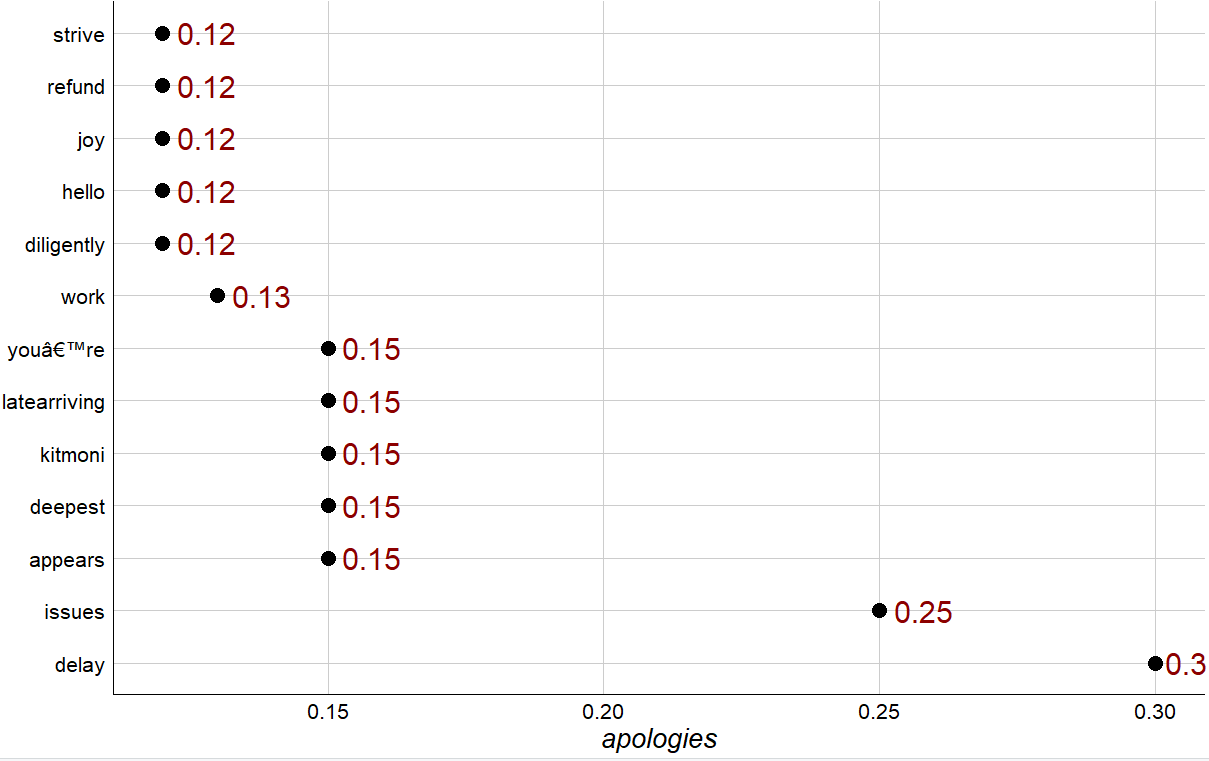 strive 0.12
refund 0.12
joy 0.12
hello 0.12
diligently 0.12
work 0.13
youâ€™re 0.15
latearriving 0.15
kitmoni 0.15
deepest 0.15
appears 0.15
issues 0.25
delay 0.3
0.15 0.20 0.25 0.30
apologies